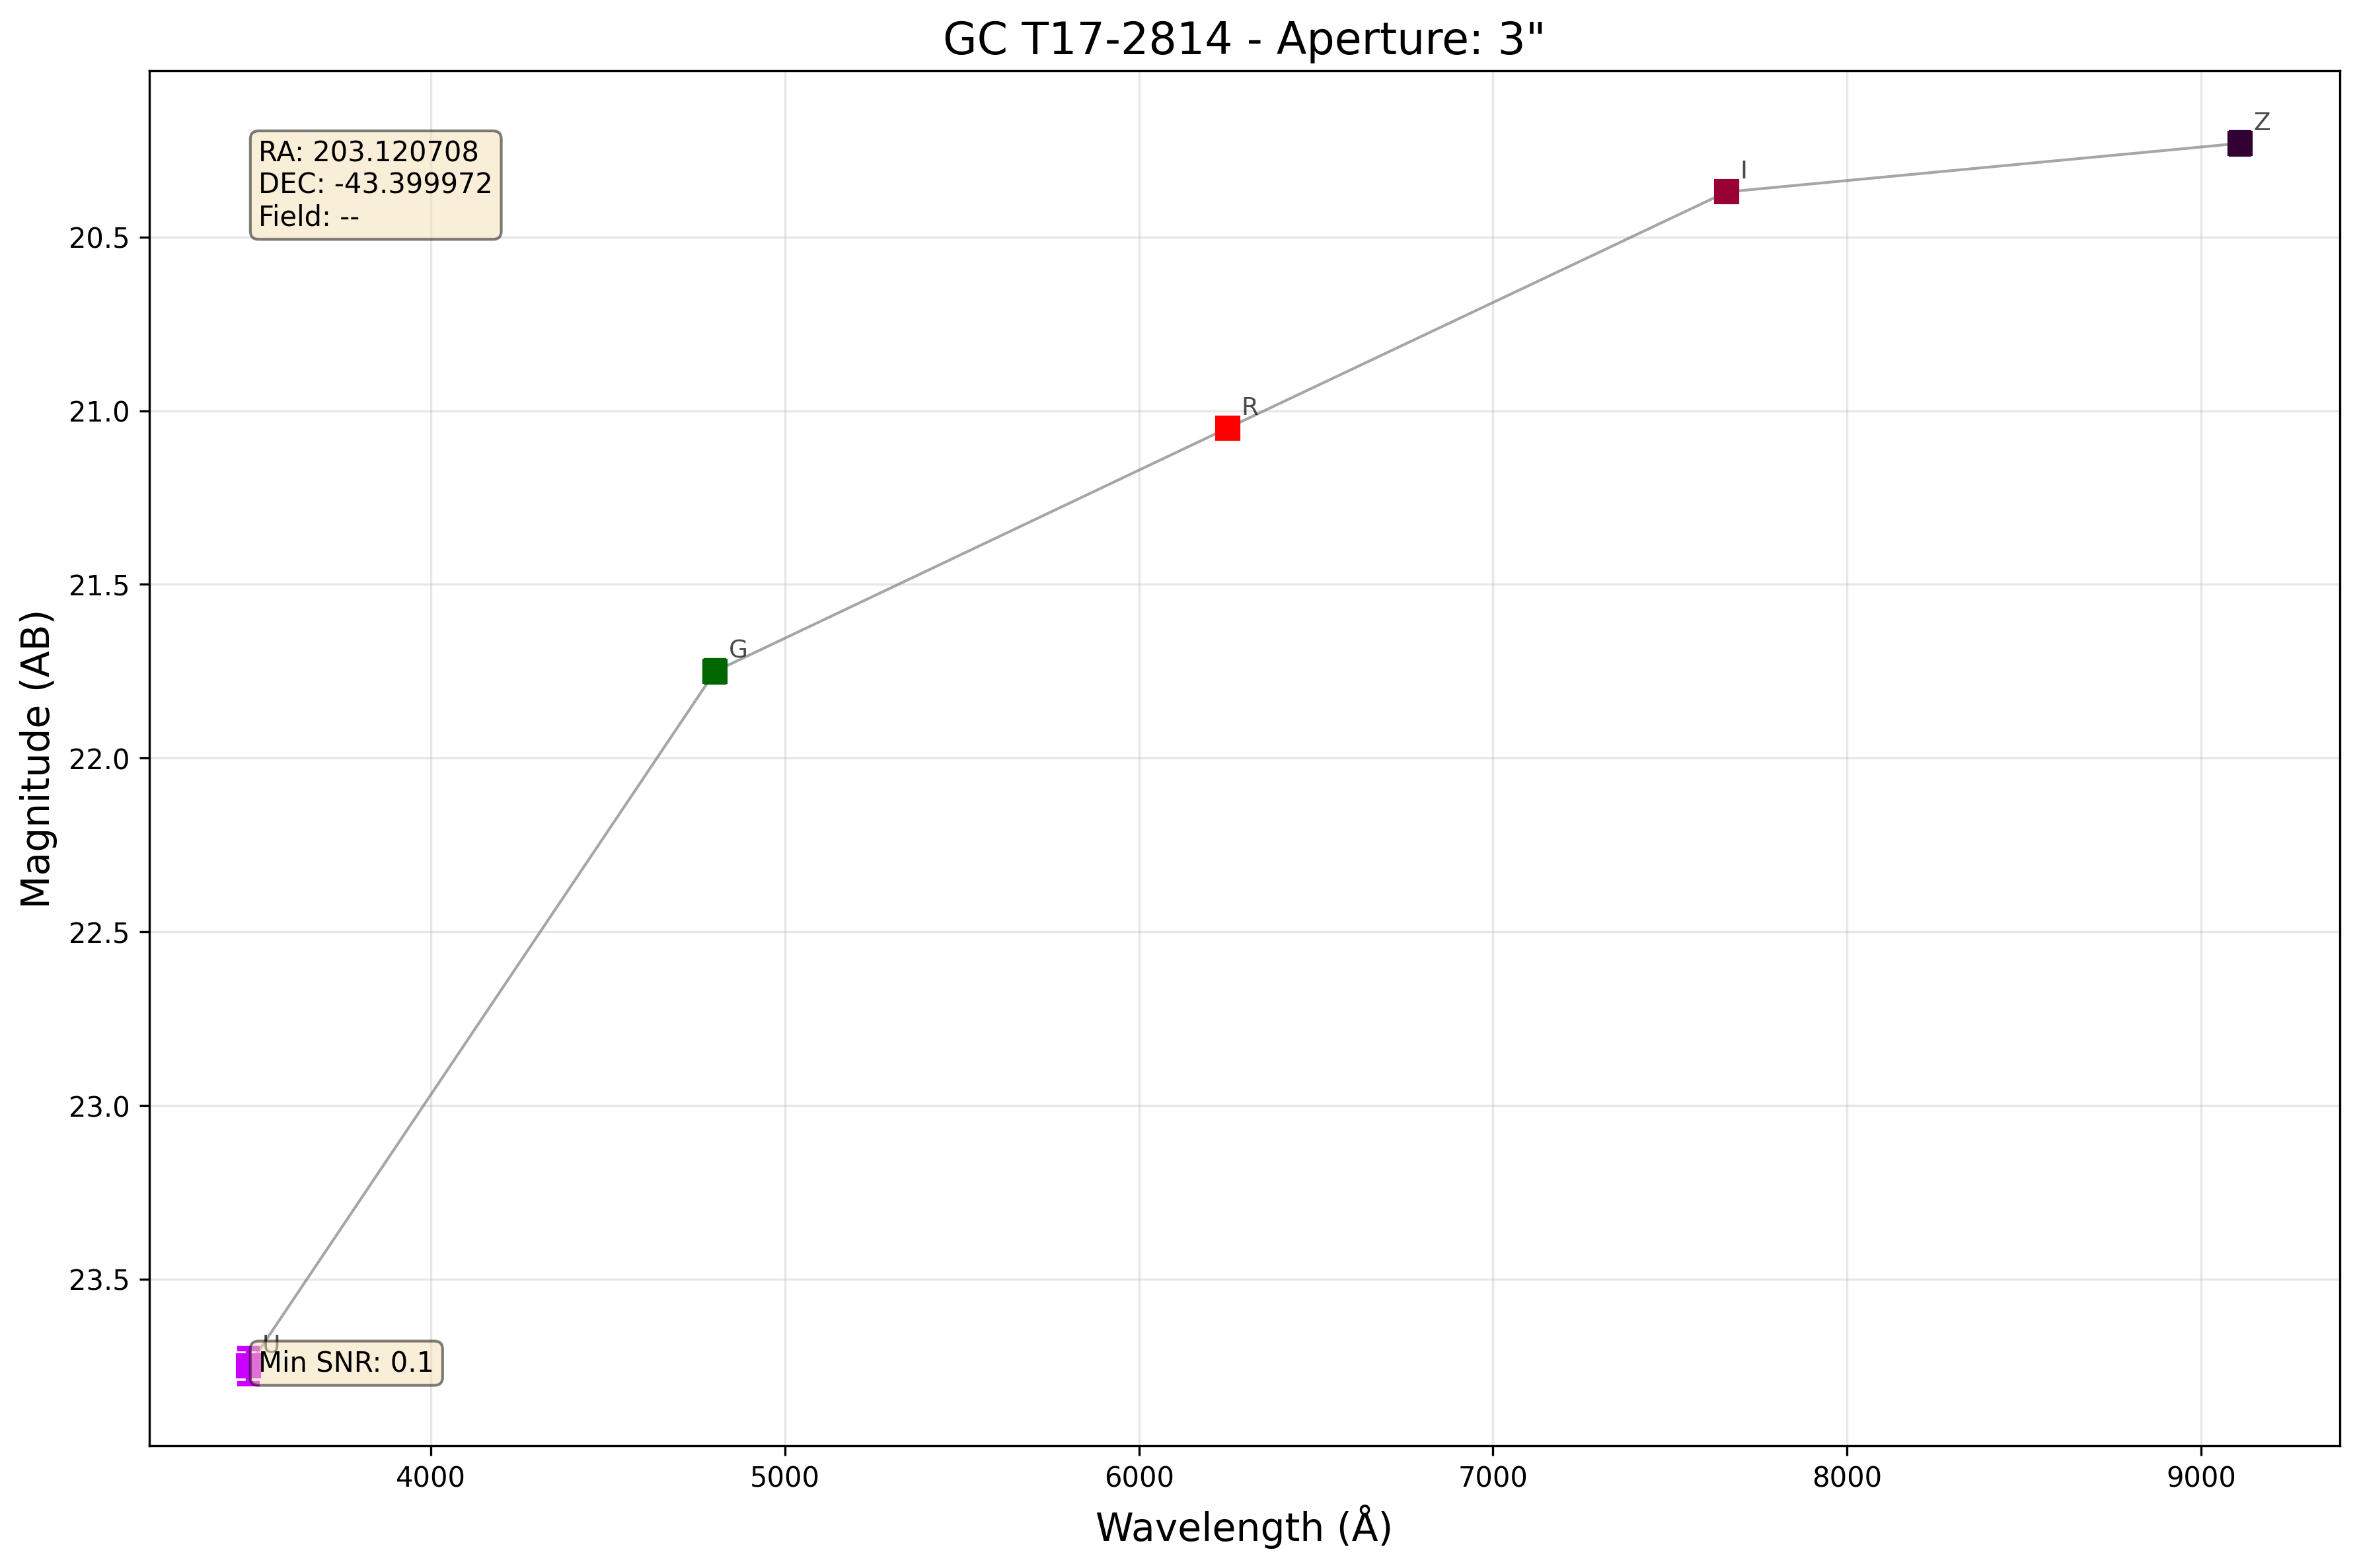 GC T17-2814 - Aperture: 3"
RA: 203.120708
DEC: -43.399972
Field: --
Z
I
R
G
U
Min SNR: 0.1
20.5
21.0
21.5
22.0
22.5
23.0
23.5
Magnitude (AB)
4000
5000
6000
7000
8000
9000
Wavelength (Å)